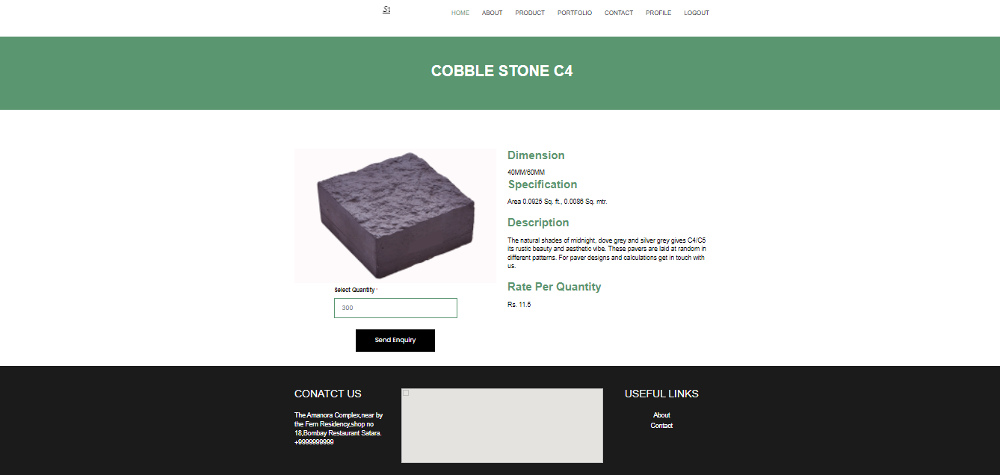 HOME ABOUT PRODUCT PORTFOLIO CONTACT PROFILE LOGOUT
COBBLE STONE C4
Dimension
40MM/60MM
Specification
Area 0.0925 Sq. ft., 0.0086 Sq. mtr.
Description
The natural shades of midnight, dove grey and silver grey gives C4/C5
its rustic beauty and aesthetic vibe. These pavers are laid at random in
different patterns. For paver designs and calculations get in touch with
us.
Rate Per Quantity
Rs. 11.5
Select Quantity *
300
Send Enquiry
CONATCT US
The Amanora Complex,near by
the Fern Residency,shop no
18,Bombay Restaurant Satara.
+9999999999
USEFUL LINKS
About
Contact